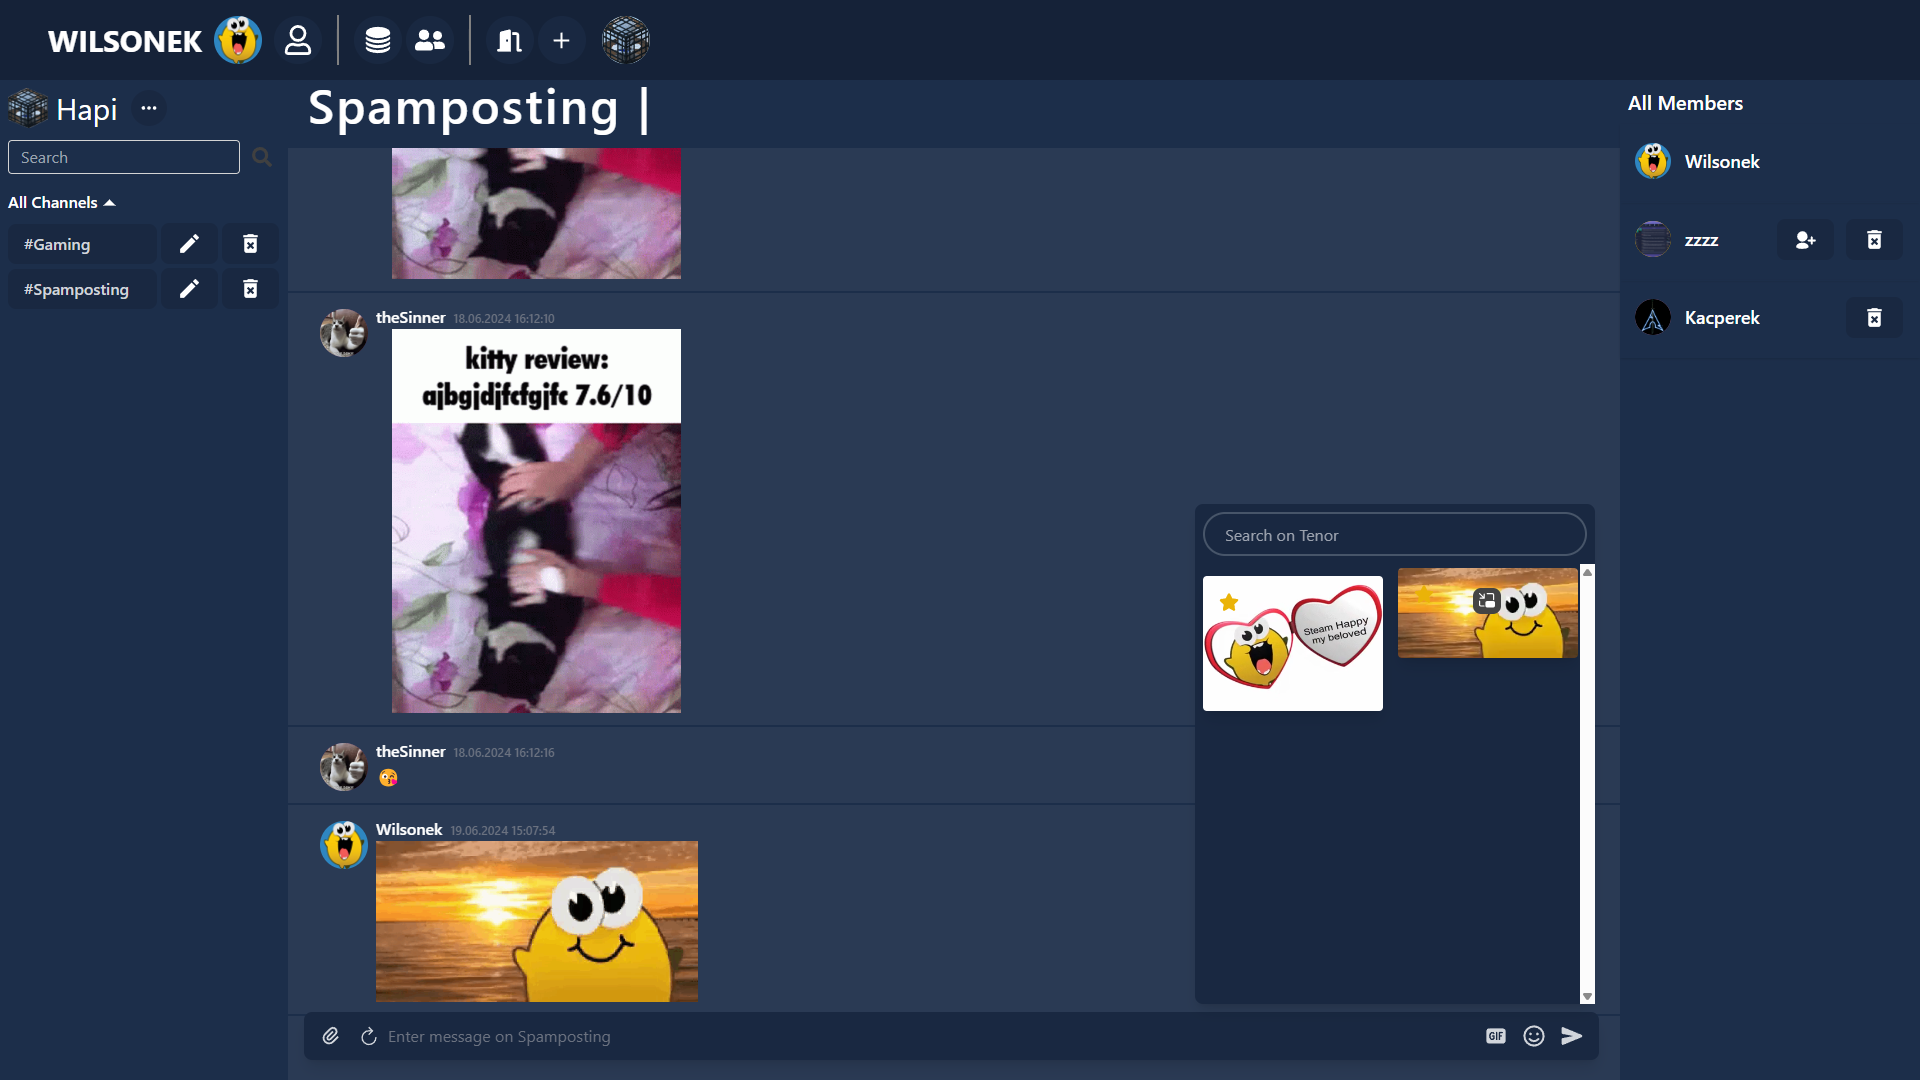 WILSONEK
Hapi
Search
All Channels
#Gaming
#Spamposting
Spamposting |
theSinner 18.06.2024 16:12:10
kitty review:
ajbgjdjfcfgjfc 7.6/10
theSinner 18.06.2024 16:12:16
Wilsonek 19.06.2024 15:07:54
Enter message on Spamposting
GIF
Search on Tenor
Steam Happy
my beloved
All Members
Wilsonek
zzzz
Kacperek